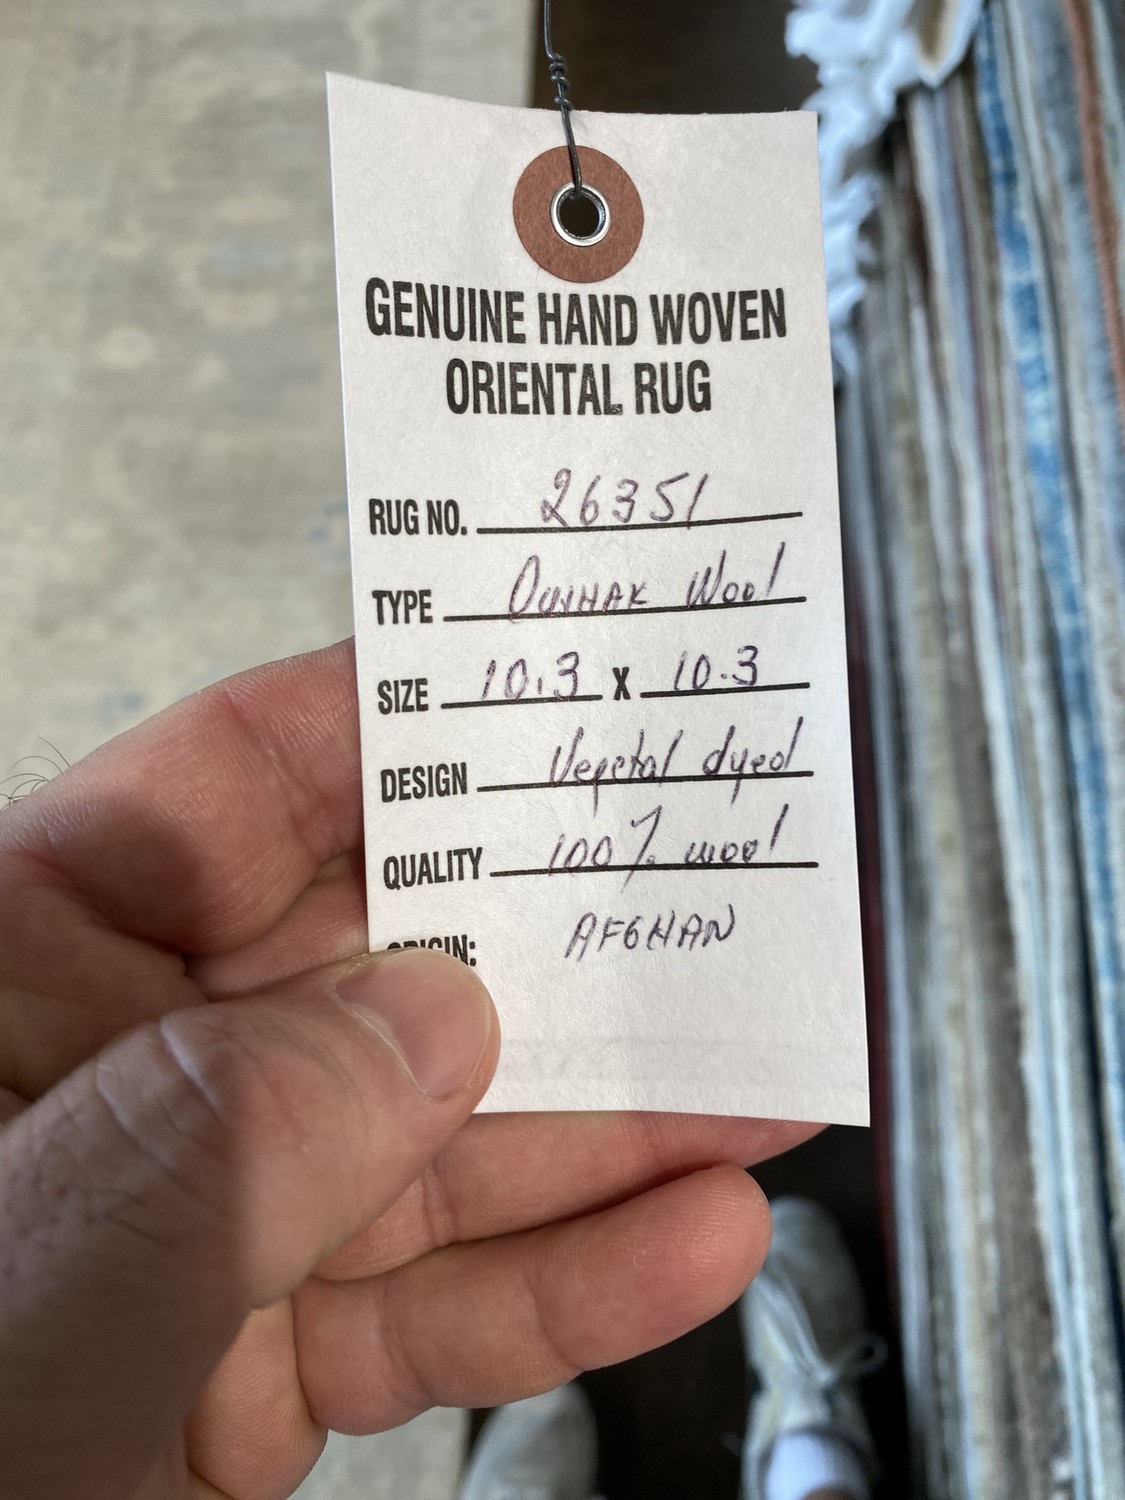 GENUINE HAND WOVEN
ORIENTAL RUG
RUG NO. 26351
TYPE Wool
SIZE 10.3 X 10.3
DESIGN Vegetal dyed
QUALITY 100% wool
ORIGIN: AFGHAN